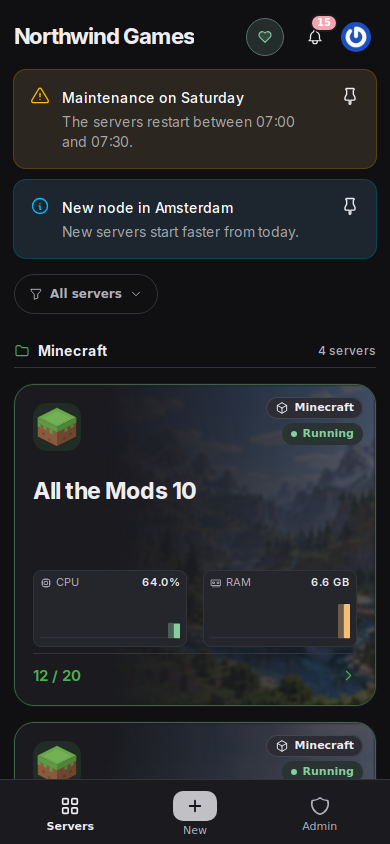 Northwind Games
15
Maintenance on Saturday
The servers restart between 07:00
and 07:30.
New node in Amsterdam
New servers start faster from today.
All servers
Minecraft
4 servers
Minecraft
Running
All the Mods 10
CPU
64.0%
RAM
6.6 GB
12 / 20
Minecraft
Running
Servers
New
Admin